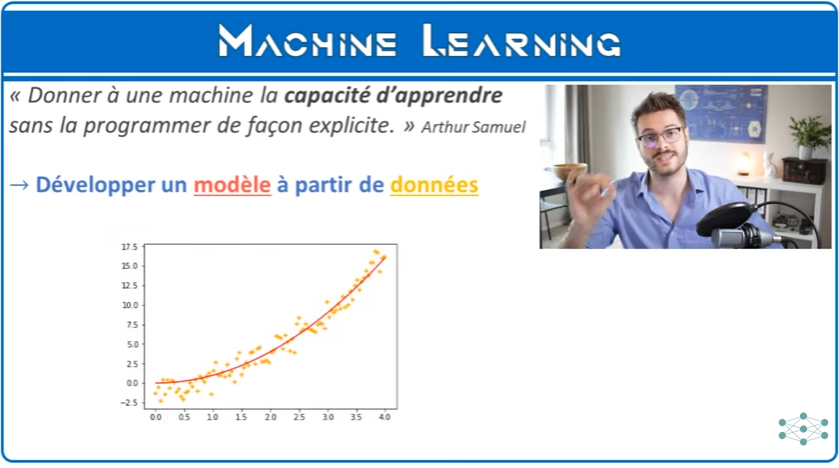 MACHINE LEARNING
« Donner à une machine la capacité d'apprendre
sans la programmer de façon explicite. » Arthur Samuel
→ Développer un modèle à partir de données
17.5
15.0
12.5
10.0
7.5
5.0
2.5
0.0
−2.5
0.0 0.5 1.0 1.5 2.0 2.5 3.0 3.5 4.0